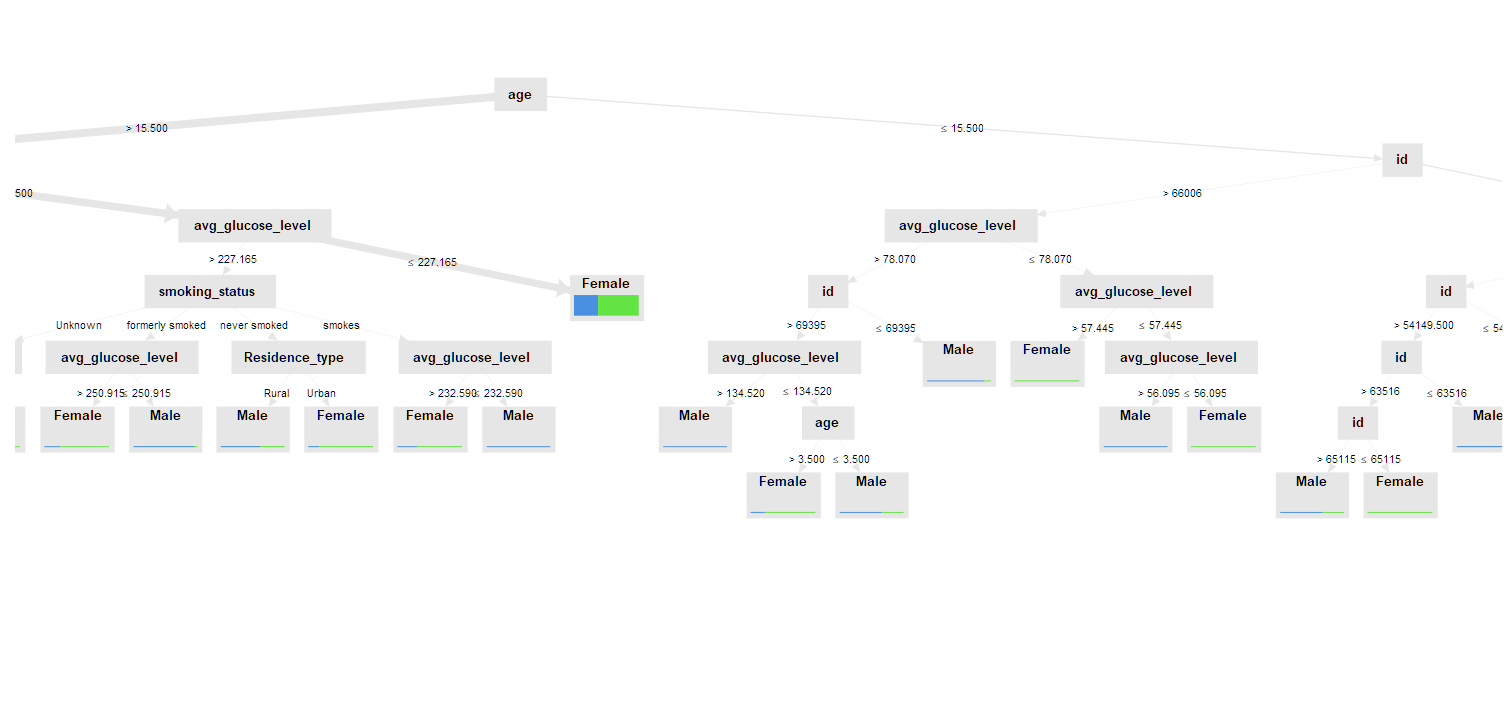 age
> 15.500
≤ 15.500
id
500
> 66006
avg_glucose_level
avg_glucose_level
> 227.165
≤ 227.165
> 78.070
≤ 78.070
smoking_status
Female
id
avg_glucose_level
id
Unknown
formerly smoked
never smoked
smokes
> 69395
≤ 69395
> 57.445
≤ 57.445
> 54149.500
≤ 54
avg_glucose_level
Residence_type
avg_glucose_level
avg_glucose_level
Male
Female
avg_glucose_level
id
> 250.915
≤ 250.915
Rural
Urban
> 232.590
≤ 232.590
> 134.520
≤ 134.520
> 56.095
≤ 56.095
> 63516
≤ 63516
Female
Male
Male
Female
Female
Male
Male
age
Male
Female
id
Male
> 3.500
≤ 3.500
> 65115
≤ 65115
Female
Male
Male
Female